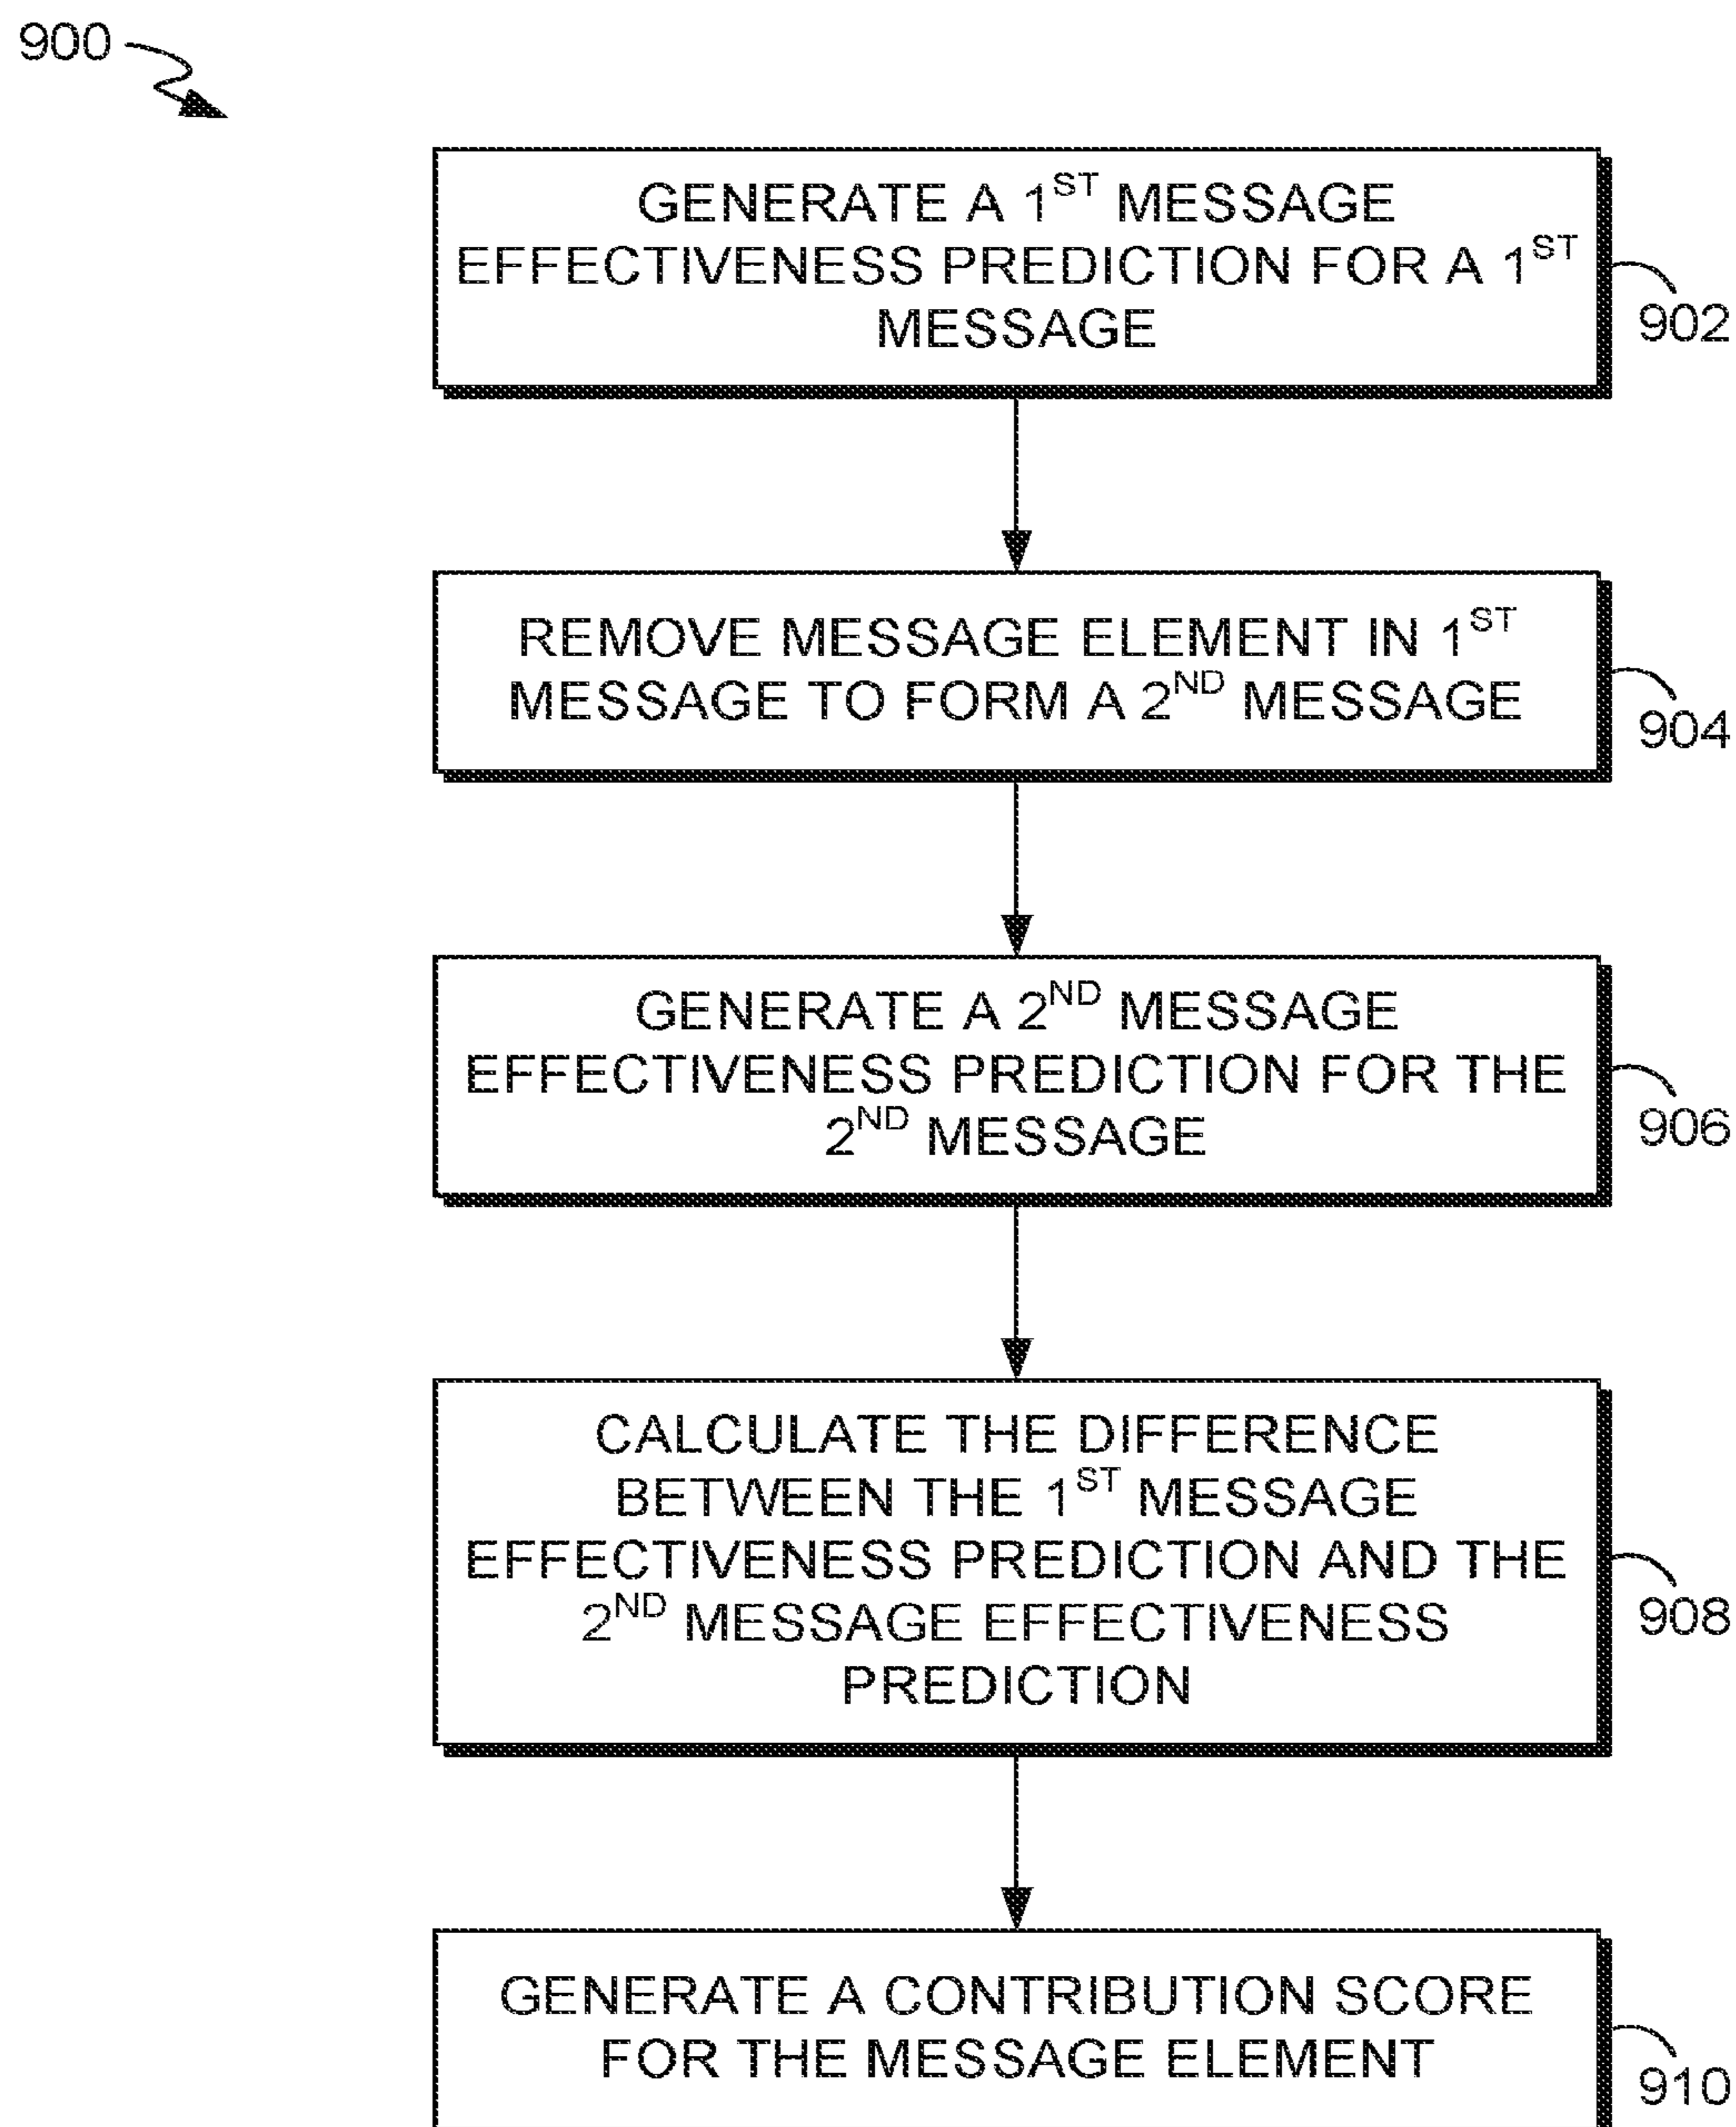 900
GENERATE A 1ST MESSAGE
EFFECTIVENESS PREDICTION FOR A 1ST
MESSAGE
902
REMOVE MESSAGE ELEMENT IN 1ST
MESSAGE TO FORM A 2ND MESSAGE
904
GENERATE A 2ND MESSAGE
EFFECTIVENESS PREDICTION FOR THE
2ND MESSAGE
906
CALCULATE THE DIFFERENCE
BETWEEN THE 1ST MESSAGE
EFFECTIVENESS PREDICTION AND THE
2ND MESSAGE EFFECTIVENESS
PREDICTION
908
GENERATE A CONTRIBUTION SCORE
FOR THE MESSAGE ELEMENT
910